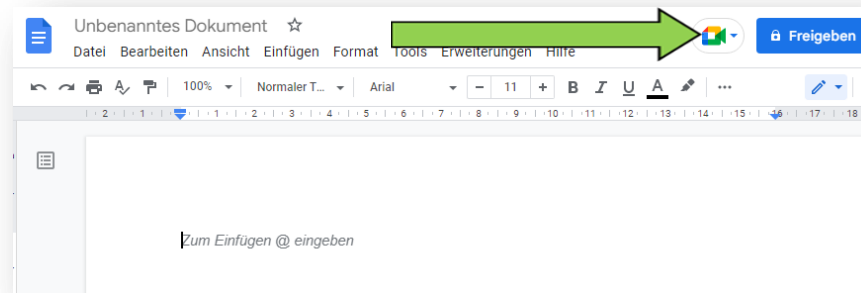 Unbenanntes Dokument
Datei Bearbeiten Ansicht Einfügen Format Tools Erweiterungen Hilfe
Freigeben
100% Normaler T... Arial 11 B I U A
2 1 1 2 3 4 5 6 7 8 9 10 11 12 13 14 15 16 17 18
Zum Einfügen @ eingeben